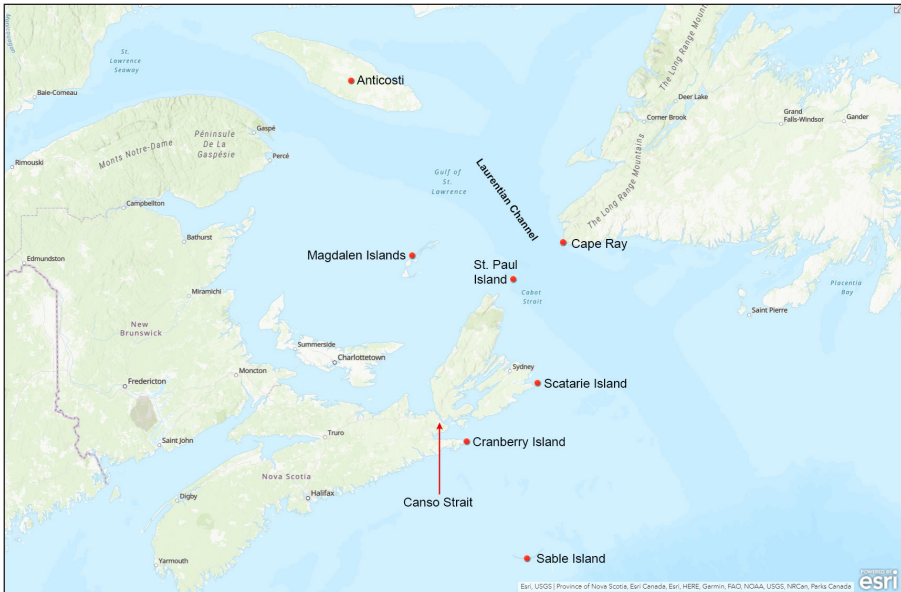 Manicouagan
St.
Lawrence
Seaway
Anticosti
The Long Range Mountains
Baie-Comeau
Deer Lake
Corner Brook
Grand
Falls-Windsor
Gander
Gaspé
Péninsule
De La
Gaspésie
Monts Notre-Dame
Percé
Rimouski
Gulf of
St.
Lawrence
Laurentian Channel
The Long Range Mountains
Campbellton
Bathurst
Cape Ray
Edmundston
Magdalen Islands
St. Paul
Island
Cabot
Strait
Placentia
Bay
Miramichi
Saint Pierre
New
Brunswick
Summerside
Charlottetown
Sydney
Moncton
Fredericton
Scatarie Island
Truro
Saint John
Cranberry Island
Nova Scotia
Digby
Halifax
Canso Strait
Yarmouth
Sable Island
POWERED BY
esri
Esri, USGS | Province of Nova Scotia, Esri Canada, Esri, HERE, Garmin, FAO, NOAA, USGS, NRCan, Parks Canada